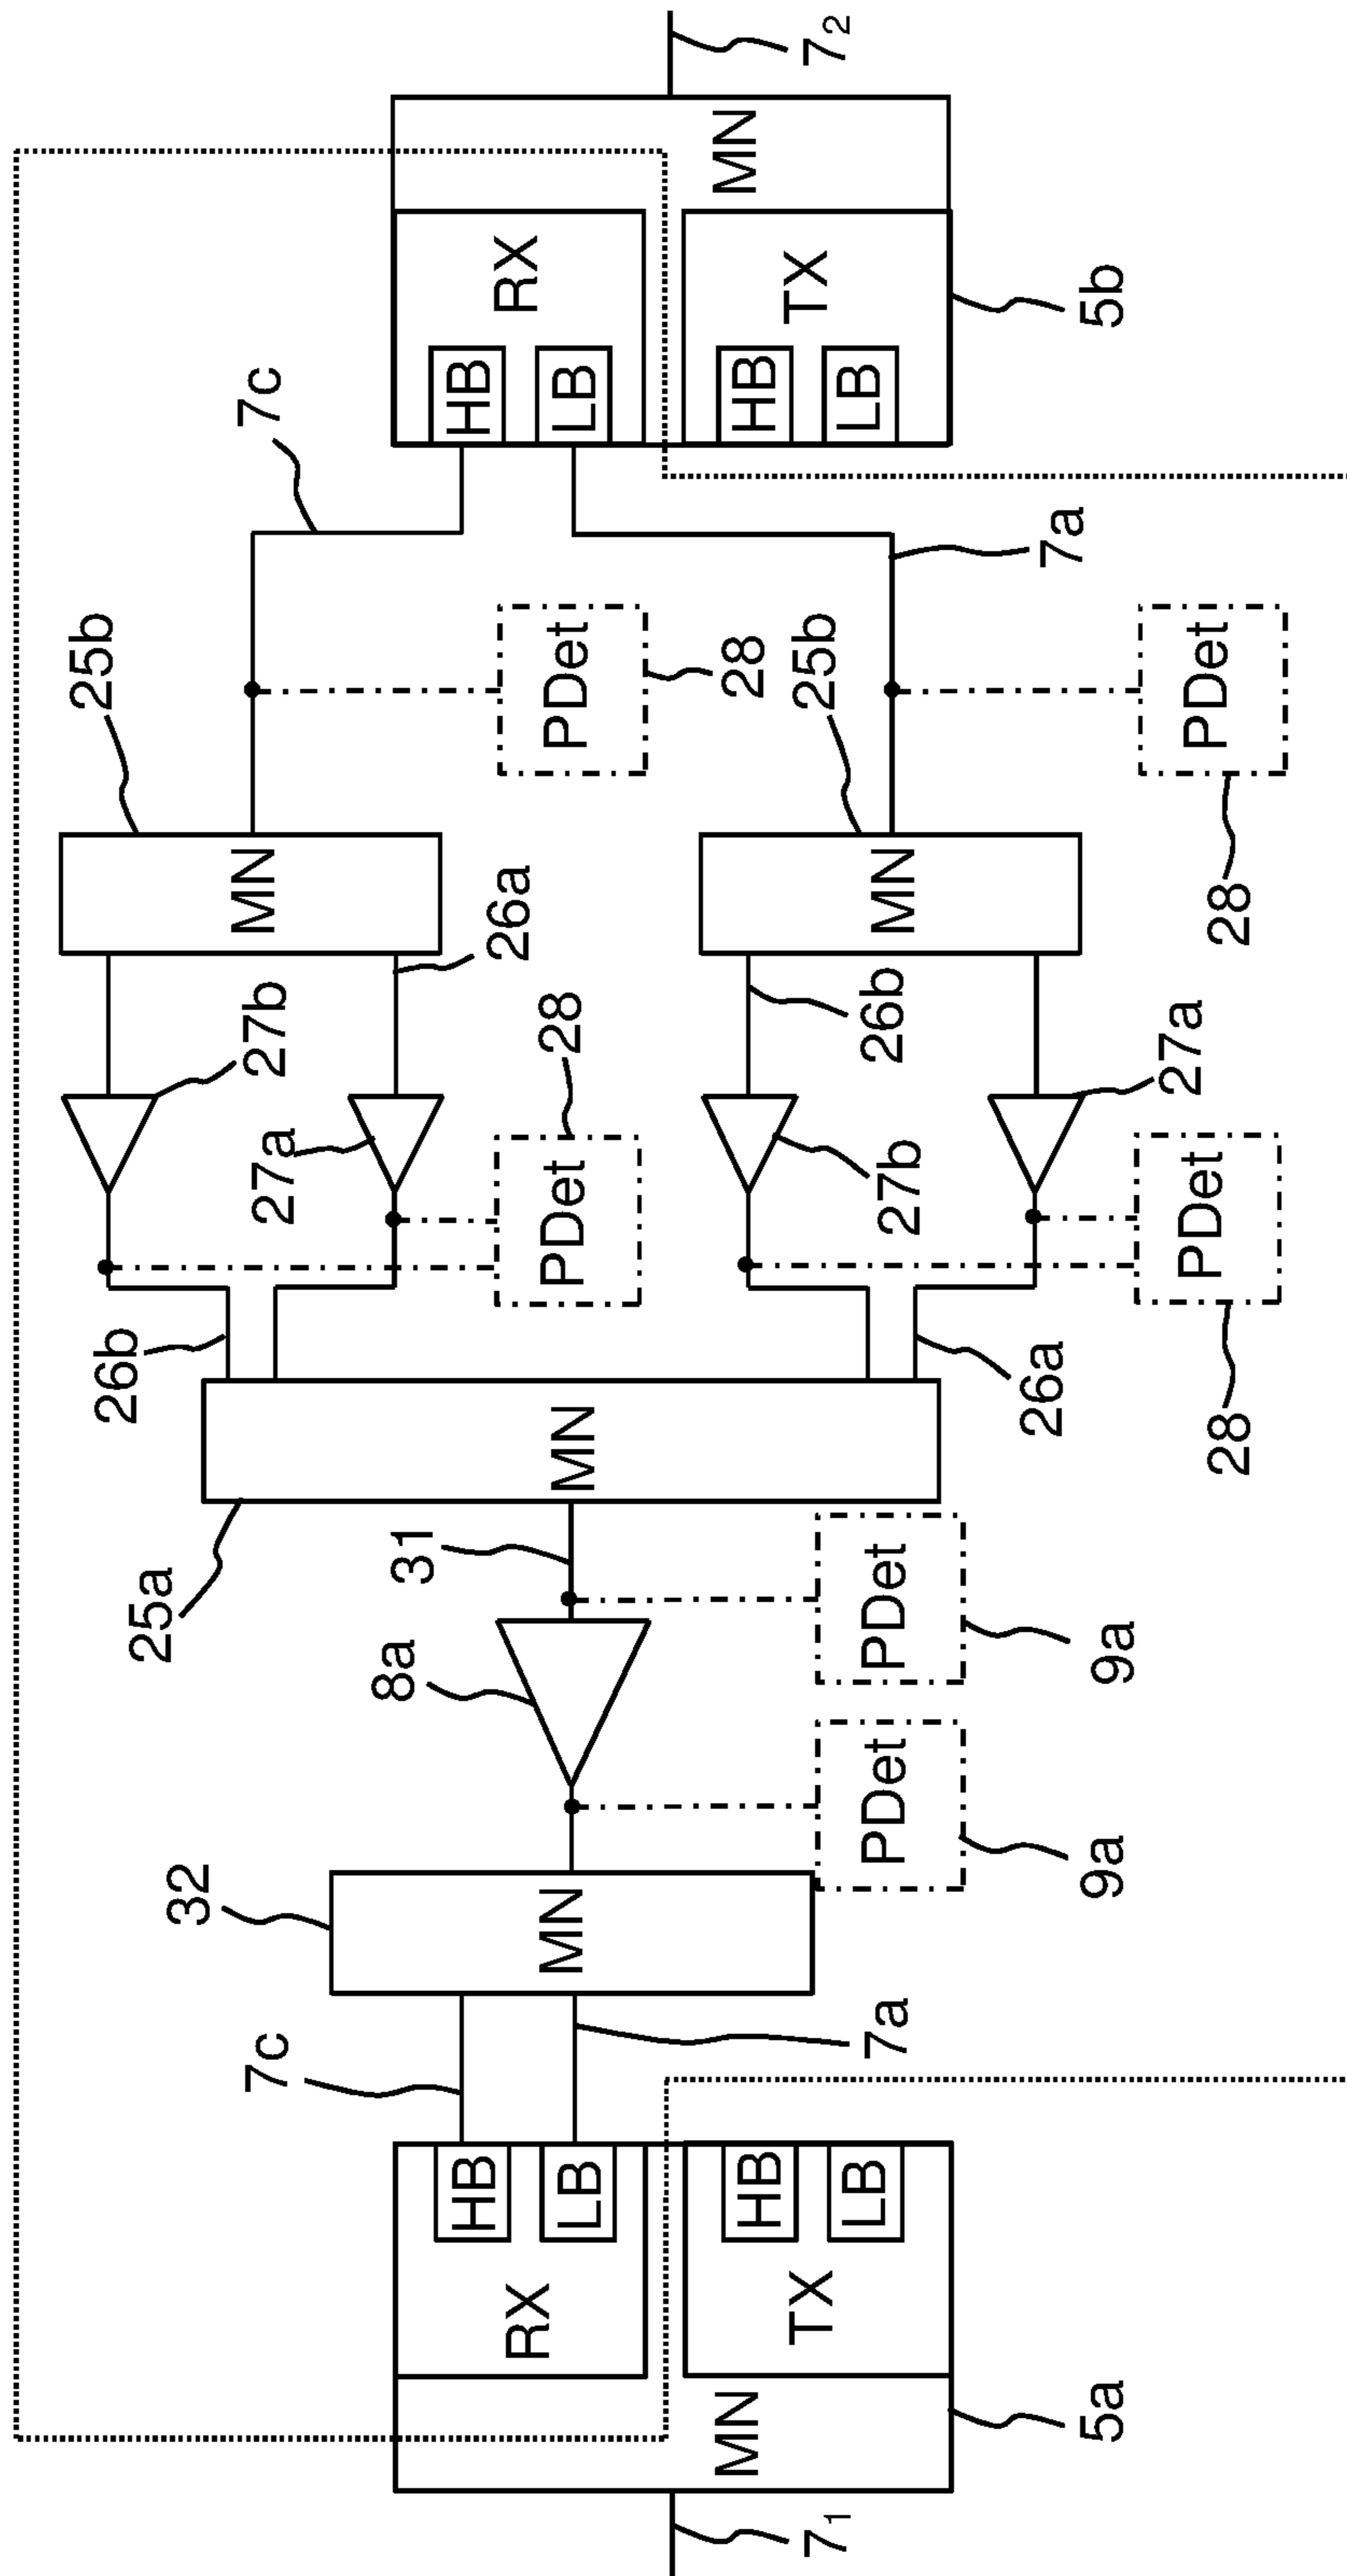 25b
26b
25a
32
7c
27b
MN
7c
27a
8a
31
26a
HB
HB
RX
RX
28
LB
MN
MN
PDet
PDet
LB
28
MN
HB
HB
MN
TX
TX
25b
7₁
7₂
LB
7a
PDet
PDet
26b
MN
LB
27b
26a
7a
5a
9a
9a
5b
27a
PDet
PDet
28
28